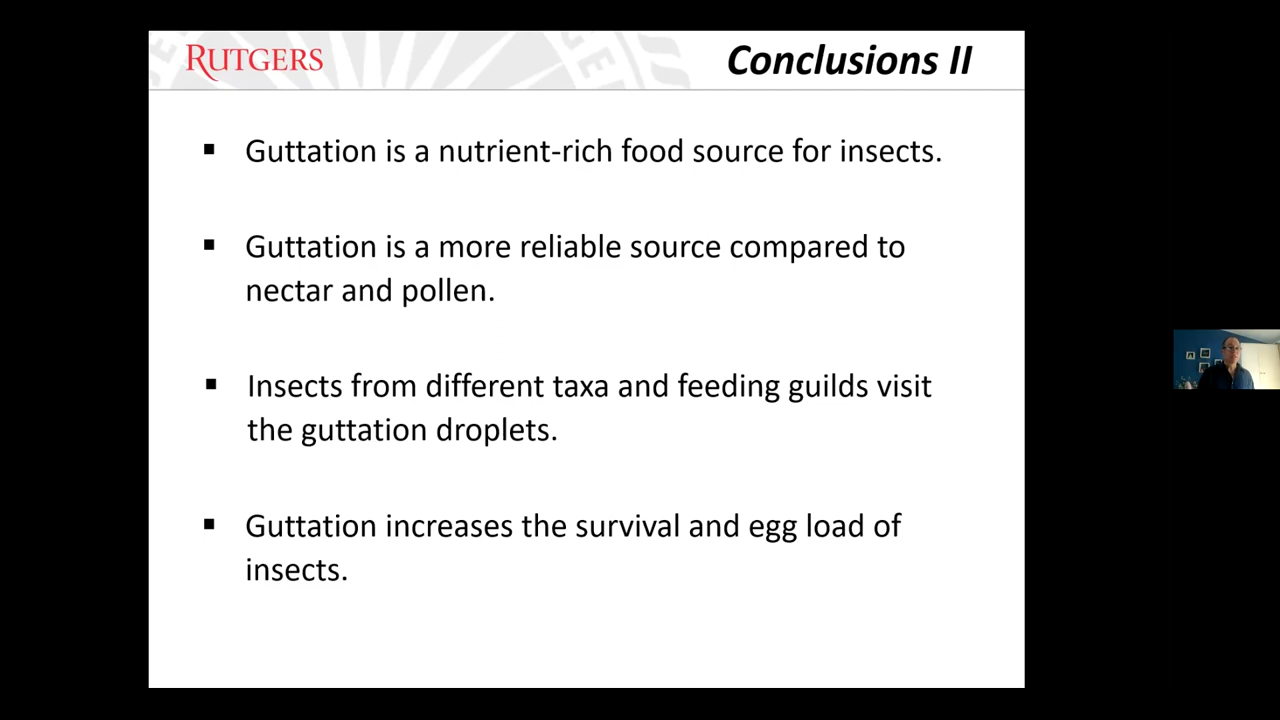 RUTGERS
Conclusions II
▪ Guttation is a nutrient-rich food source for insects.
▪ Guttation is a more reliable source compared to
nectar and pollen.
▪ Insects from different taxa and feeding guilds visit
the guttation droplets.
▪ Guttation increases the survival and egg load of
insects.